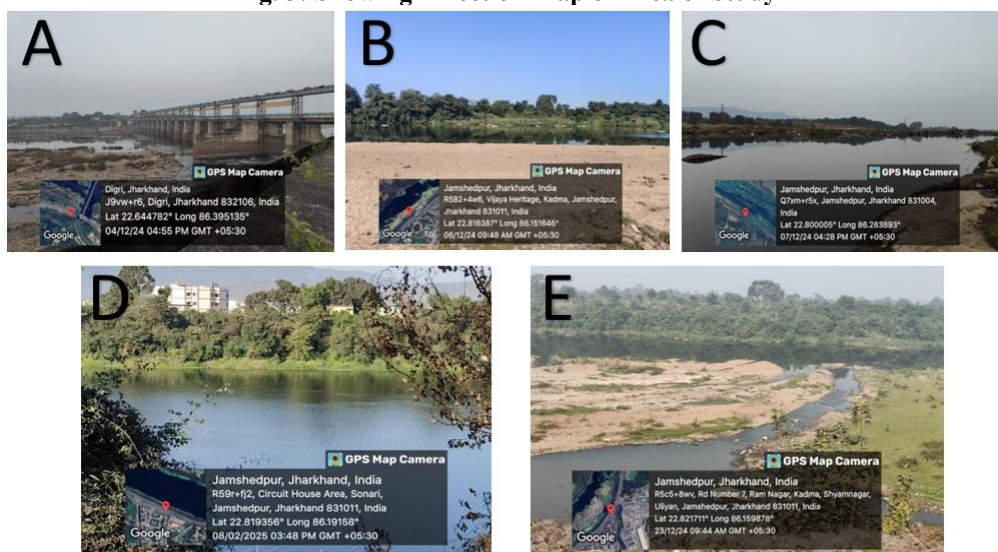 A
GPS Map Camera
Digri, Jharkhand, India
J9vw+r6, Digri, Jharkhand 832106, India
Lat 22.644782° Long 86.395135°
04/12/24 04:55 PM GMT +05:30
Google
B
GPS Map Camera
Jamshedpur, Jharkhand, India
R582+4w6, Vijaya Heritage, Kadma, Jamshedpur,
Jharkhand 831011, India
Lat 22.816387° Long 86.151646°
06/12/24 09:48 AM GMT +05:30
Google
C
GPS Map Camera
Jamshedpur, Jharkhand, India
Q7xm+r5x, Jamshedpur, Jharkhand 831004,
India
Lat 22.800005° Long 86.283893°
07/12/24 04:28 PM GMT +05:30
Google
D
GPS Map Camera
Jamshedpur, Jharkhand, India
R59r+fj2, Circuit House Area, Sonari,
Jamshedpur, Jharkhand 831011, India
Lat 22.819356° Long 86.19158°
08/02/2025 03:48 PM GMT +05:30
Google
E
GPS Map Camera
Jamshedpur, Jharkhand, India
R5c5+8wv, Rd Number 7, Ram Nagar, Kadma, Shyamnagar,
Uliyan, Jamshedpur, Jharkhand 831011, India
Lat 22.821711° Long 86.159878°
23/12/24 09:44 AM GMT +05:30
Google